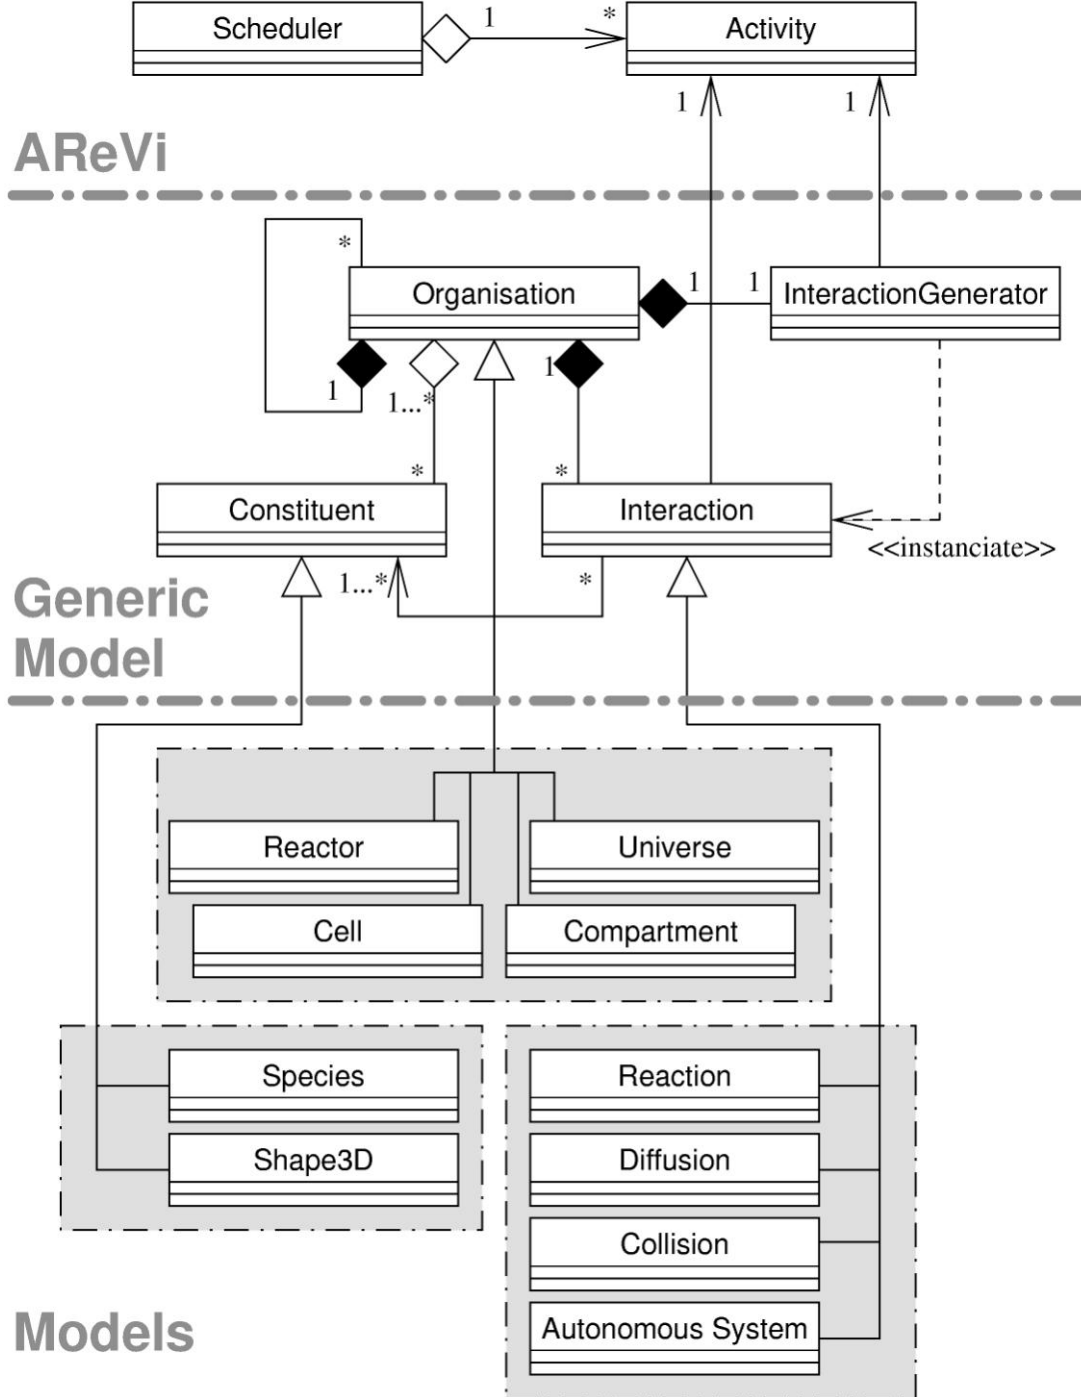 Scheduler
1
*
Activity
1
1
AReVi
*
Organisation
1
1
InteractionGenerator
1
1...*
1
*
*
Constituent
Interaction
<<instanciate>>
1...*
*
Generic
Model
Reactor
Universe
Cell
Compartment
Species
Reaction
Shape3D
Diffusion
Collision
Models
Autonomous System